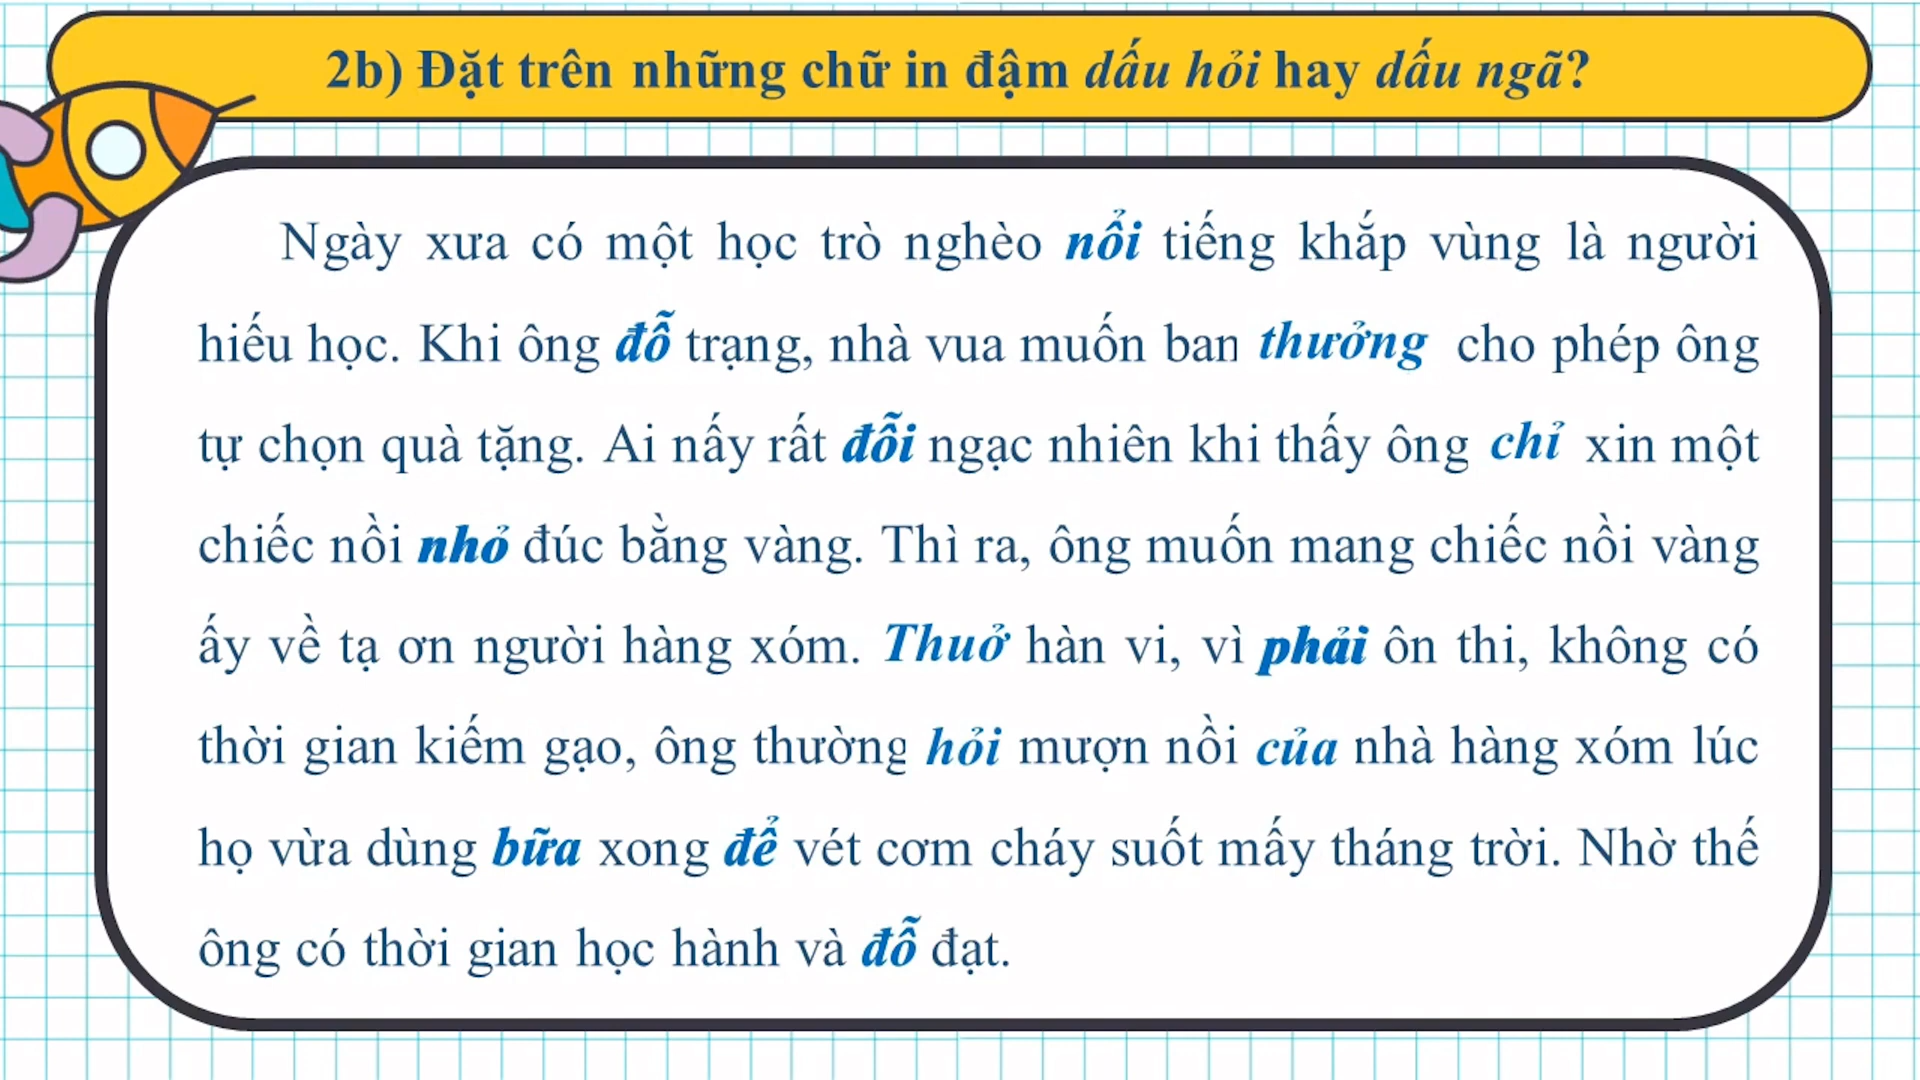 2b) Đặt trên những chữ in đậm dấu hỏi hay dấu ngã?
Ngày xưa có một học trò nghèo nổi tiếng khắp vùng là người
hiếu học. Khi ông đỗ trạng, nhà vua muốn ban thưởng cho phép ông
tự chọn quà tặng. Ai nấy rất đỗi ngạc nhiên khi thấy ông chỉ xin một
chiếc nồi nhỏ đúc bằng vàng. Thì ra, ông muốn mang chiếc nồi vàng
ấy về tạ ơn người hàng xóm. Thuở hàn vi, vì phải ôn thi, không có
thời gian kiếm gạo, ông thường hỏi mượn nồi của nhà hàng xóm lúc
họ vừa dùng bữa xong để vét cơm cháy suốt mấy tháng trời. Nhờ thế
ông có thời gian học hành và đỗ đạt.